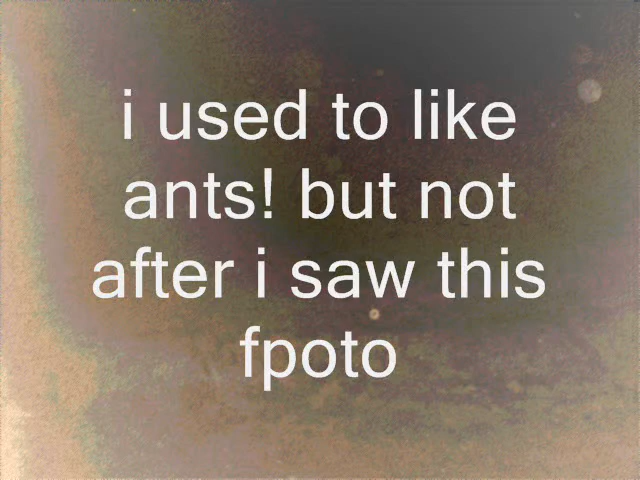 i used to like
ants! but not
after i saw this
fpoto